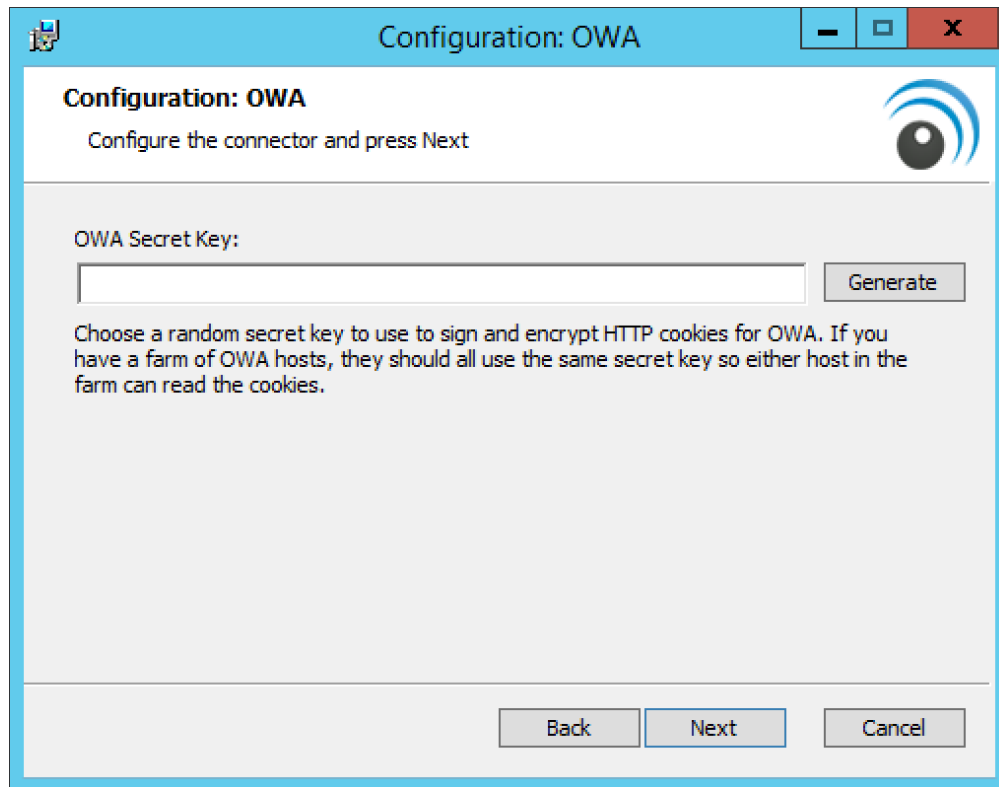 Configuration: OWA
Configuration: OWA
Configure the connector and press Next
OWA Secret Key:
Generate
Choose a random secret key to use to sign and encrypt HTTP cookies for OWA. If you
have a farm of OWA hosts, they should all use the same secret key so either host in the
farm can read the cookies.
Back
Next
Cancel